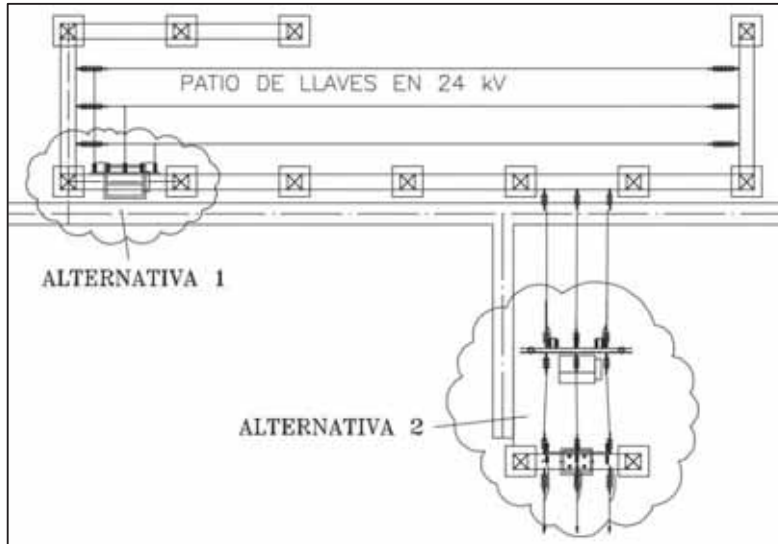 PATIO DE LLAVES EN 24 kV
ALTERNATIVA 1
ALTERNATIVA 2